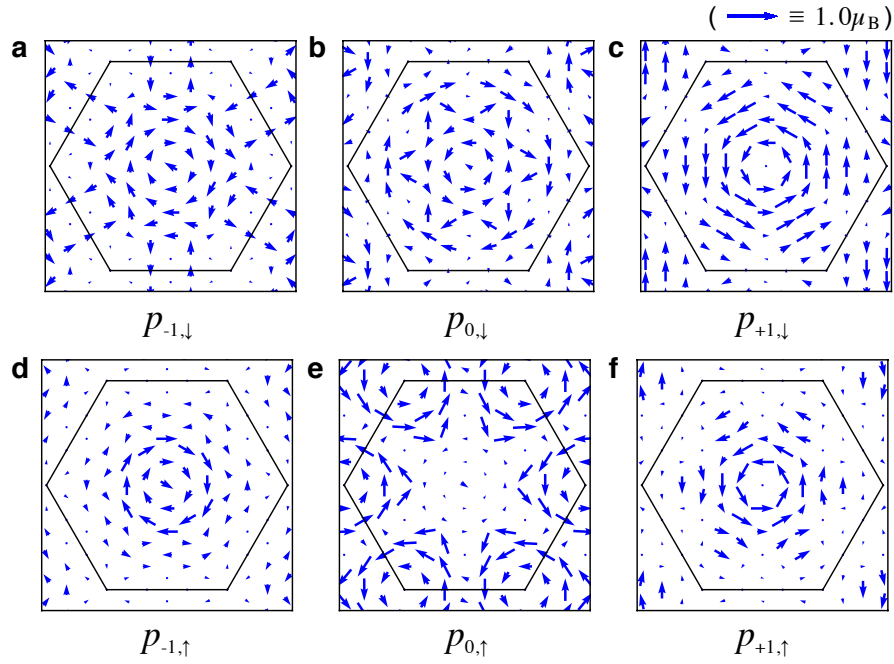 ( → ≡ 1.0μB)
a b c
p-1,↓ p0,↓ p+1,↓
d e f
p-1,↑ p0,↑ p+1,↑